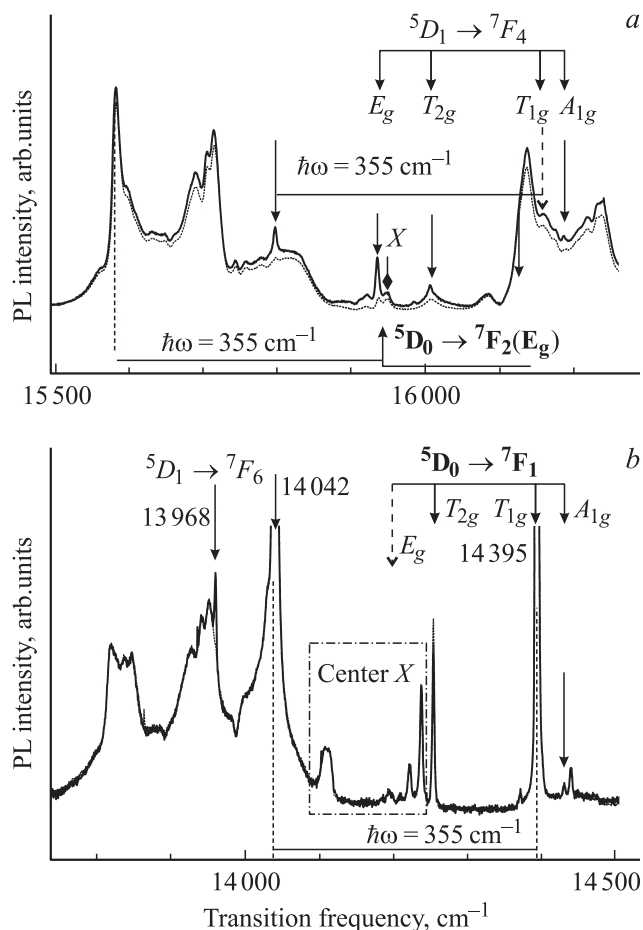 a
⁵D₁ → ⁷F₄
E_g T_2g T_1g A_1g
ħω = 355 cm⁻¹
X
PL intensity, arb.units
ħω = 355 cm⁻¹
⁵D₀ → ⁷F₂(E_g)
15 500 16 000
b
⁵D₁ → ⁷F₆
⁵D₀ → ⁷F₁
14 042
13 968
T_2g T_1g A_1g
E_g
14 395
Center X
PL intensity, arb.units
ħω = 355 cm⁻¹
14 000 14 500
Transition frequency, cm⁻¹